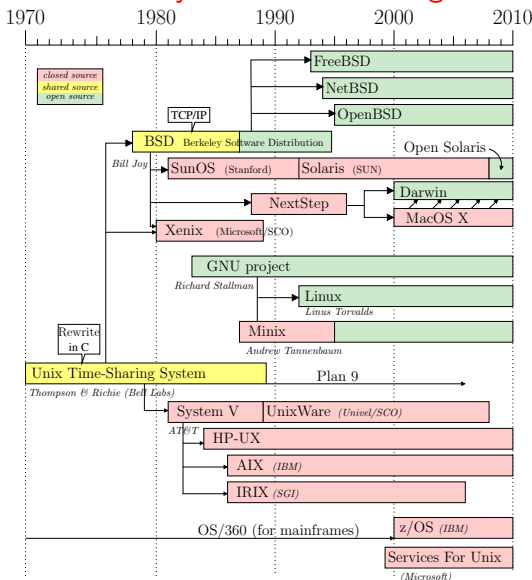 1970 1980 1990 2000 2010
closed source
shared source
open source
FreeBSD
NetBSD
TCP/IP
OpenBSD
BSD Berkeley Software Distribution
Open Solaris
Bill Joy
SunOS (Stanford) Solaris (SUN)
Darwin
NextStep
MacOS X
Xenix (Microsoft/SCO)
GNU project
Richard Stallman
Linux
Linus Torvalds
Rewrite
in C
Minix
Andrew Tannenbaum
Unix Time-Sharing System
Plan 9
Thompson & Richie (Bell Labs)
System V UnixWare (Univel/SCO)
AT&T
HP-UX
AIX (IBM)
IRIX (SGI)
OS/360 (for mainframes) z/OS (IBM)
Services For Unix
(Microsoft)